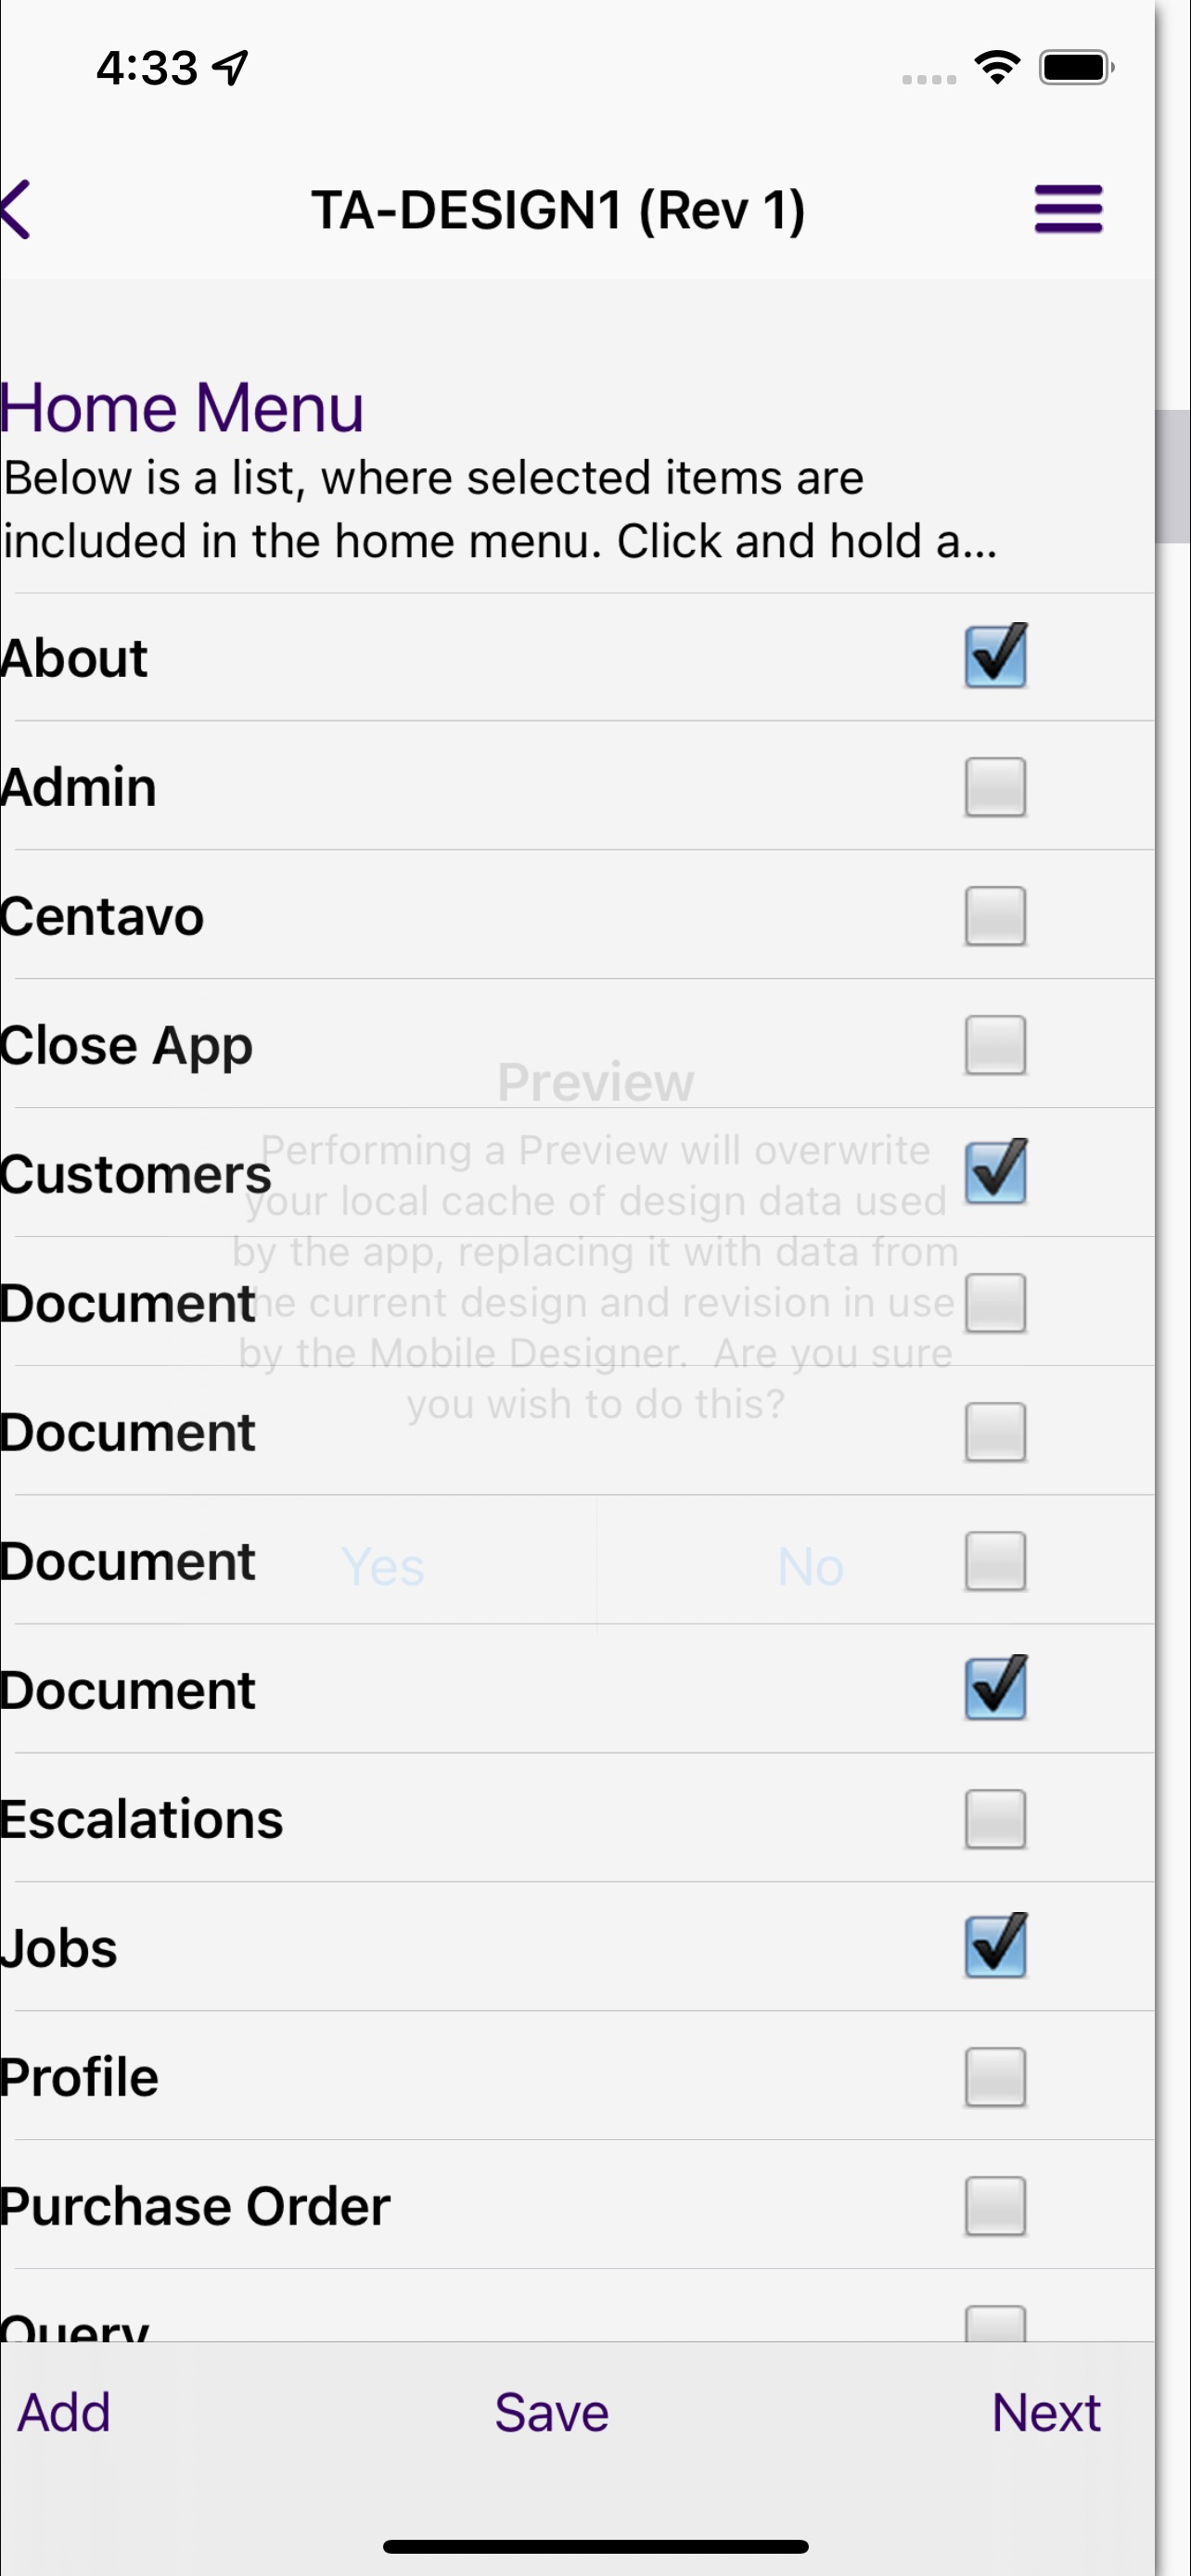 4:33
TA-DESIGN1 (Rev 1)
Home Menu
Below is a list, where selected items are
included in the home menu. Click and hold a...
About
Admin
Centavo
Close App
Preview
Performing a Preview will overwrite
Customers
your local cache of design data used
by the app, replacing it with data from
Document
the current design and revision in use
by the Mobile Designer. Are you sure
you wish to do this?
Document
Document
Yes
No
Document
Escalations
Jobs
Profile
Purchase Order
Query
Add
Save
Next